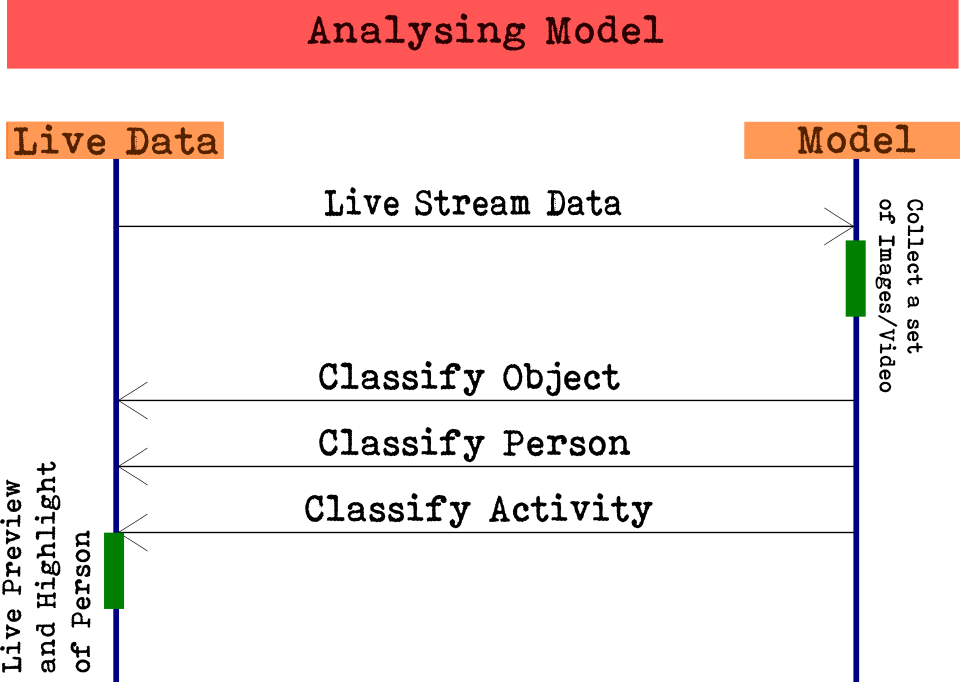 Analysing Model
Live Data
Model
Live Stream Data
Collect a set
of Images/Video
Classify Object
Classify Person
Classify Activity
Live Preview
and Highlight
of Person